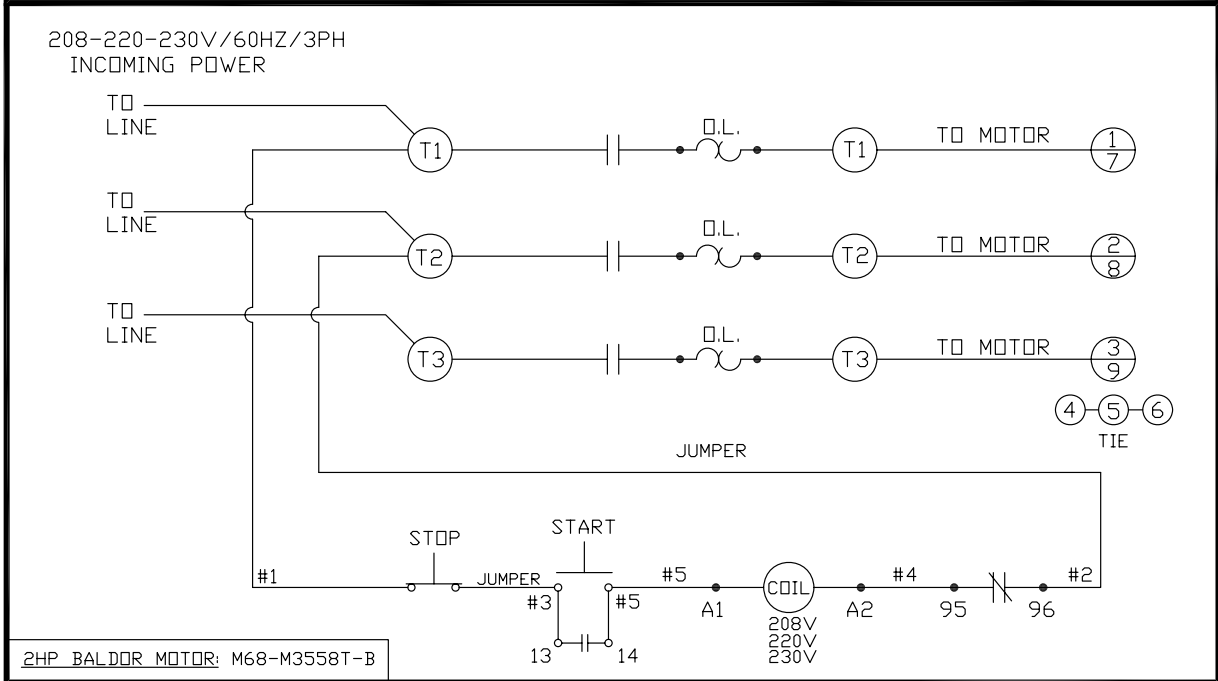 208-220-230V/60HZ/3PH
INCOMING POWER
TO
LINE
T1
O.L.
T1
TO MOTOR
1
7
TO
LINE
T2
O.L.
T2
TO MOTOR
2
8
TO
LINE
T3
O.L.
T3
TO MOTOR
3
9
4
5
6
TIE
JUMPER
START
STOP
#1
JUMPER
#3
#5
#5
A1
COIL
A2
#4
95
96
#2
208V
220V
230V
13
14
2HP BALDOR MOTOR: M68-M3558T-B